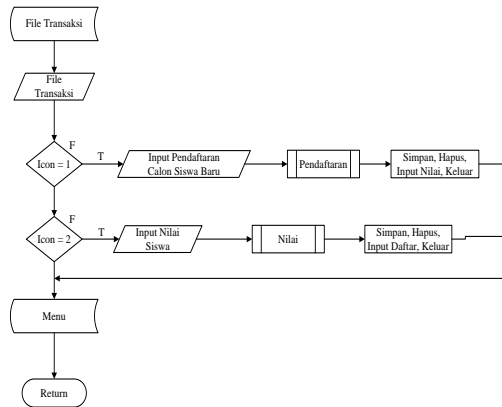 File Transaksi
File
Transaksi
F
Icon = 1
T
Input Pendaftaran
Calon Siswa Baru
Pendaftaran
Simpan, Hapus,
Input Nilai, Keluar
F
Icon = 2
T
Input Nilai
Siswa
Nilai
Simpan, Hapus,
Input Daftar, Keluar
Menu
Return